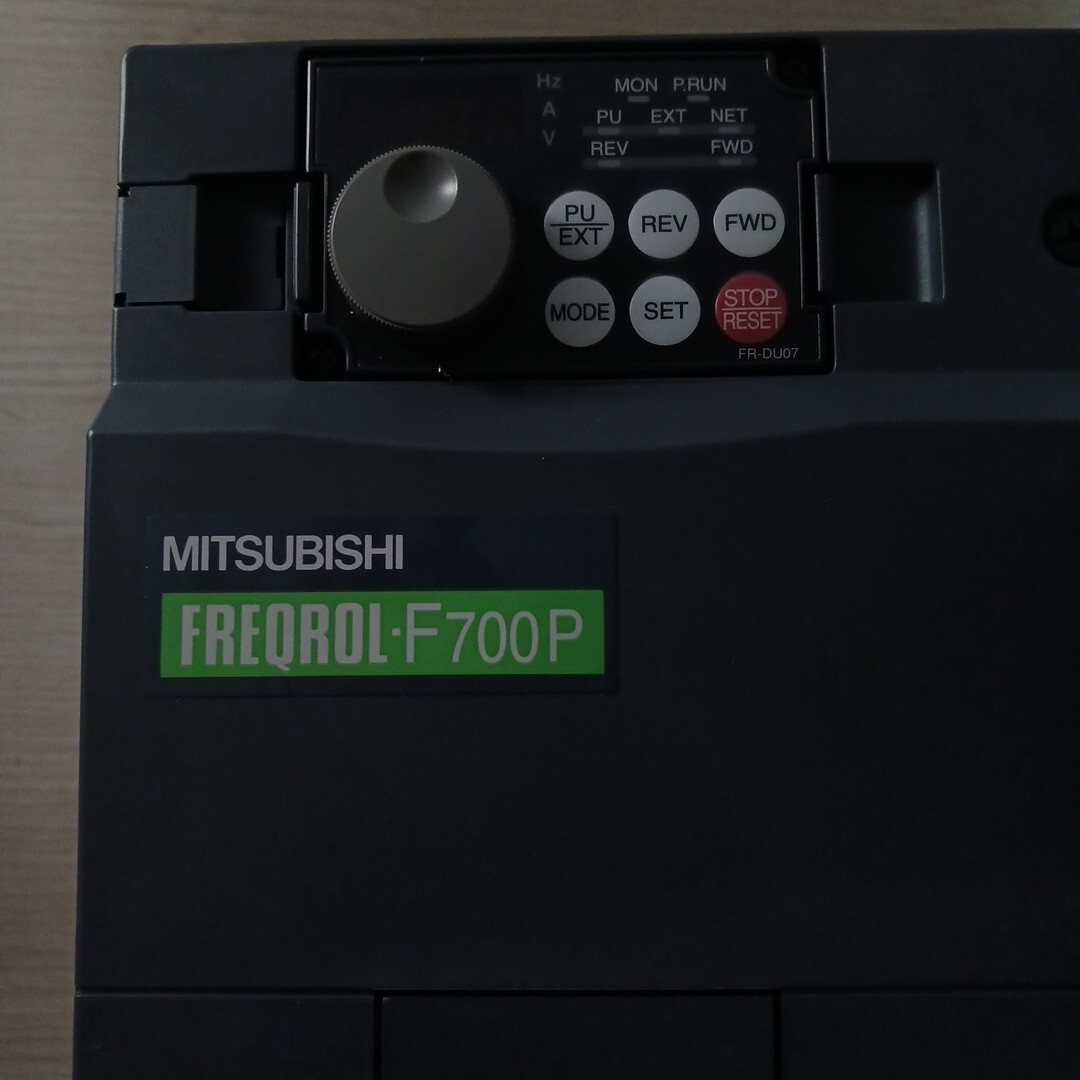 Hz
A
V
MON P.RUN
PU EXT NET
REV FWD
PU
EXT
REV
FWD
MODE
SET
STOP
RESET
FR-DU07
MITSUBISHI
FREQROL-F700P